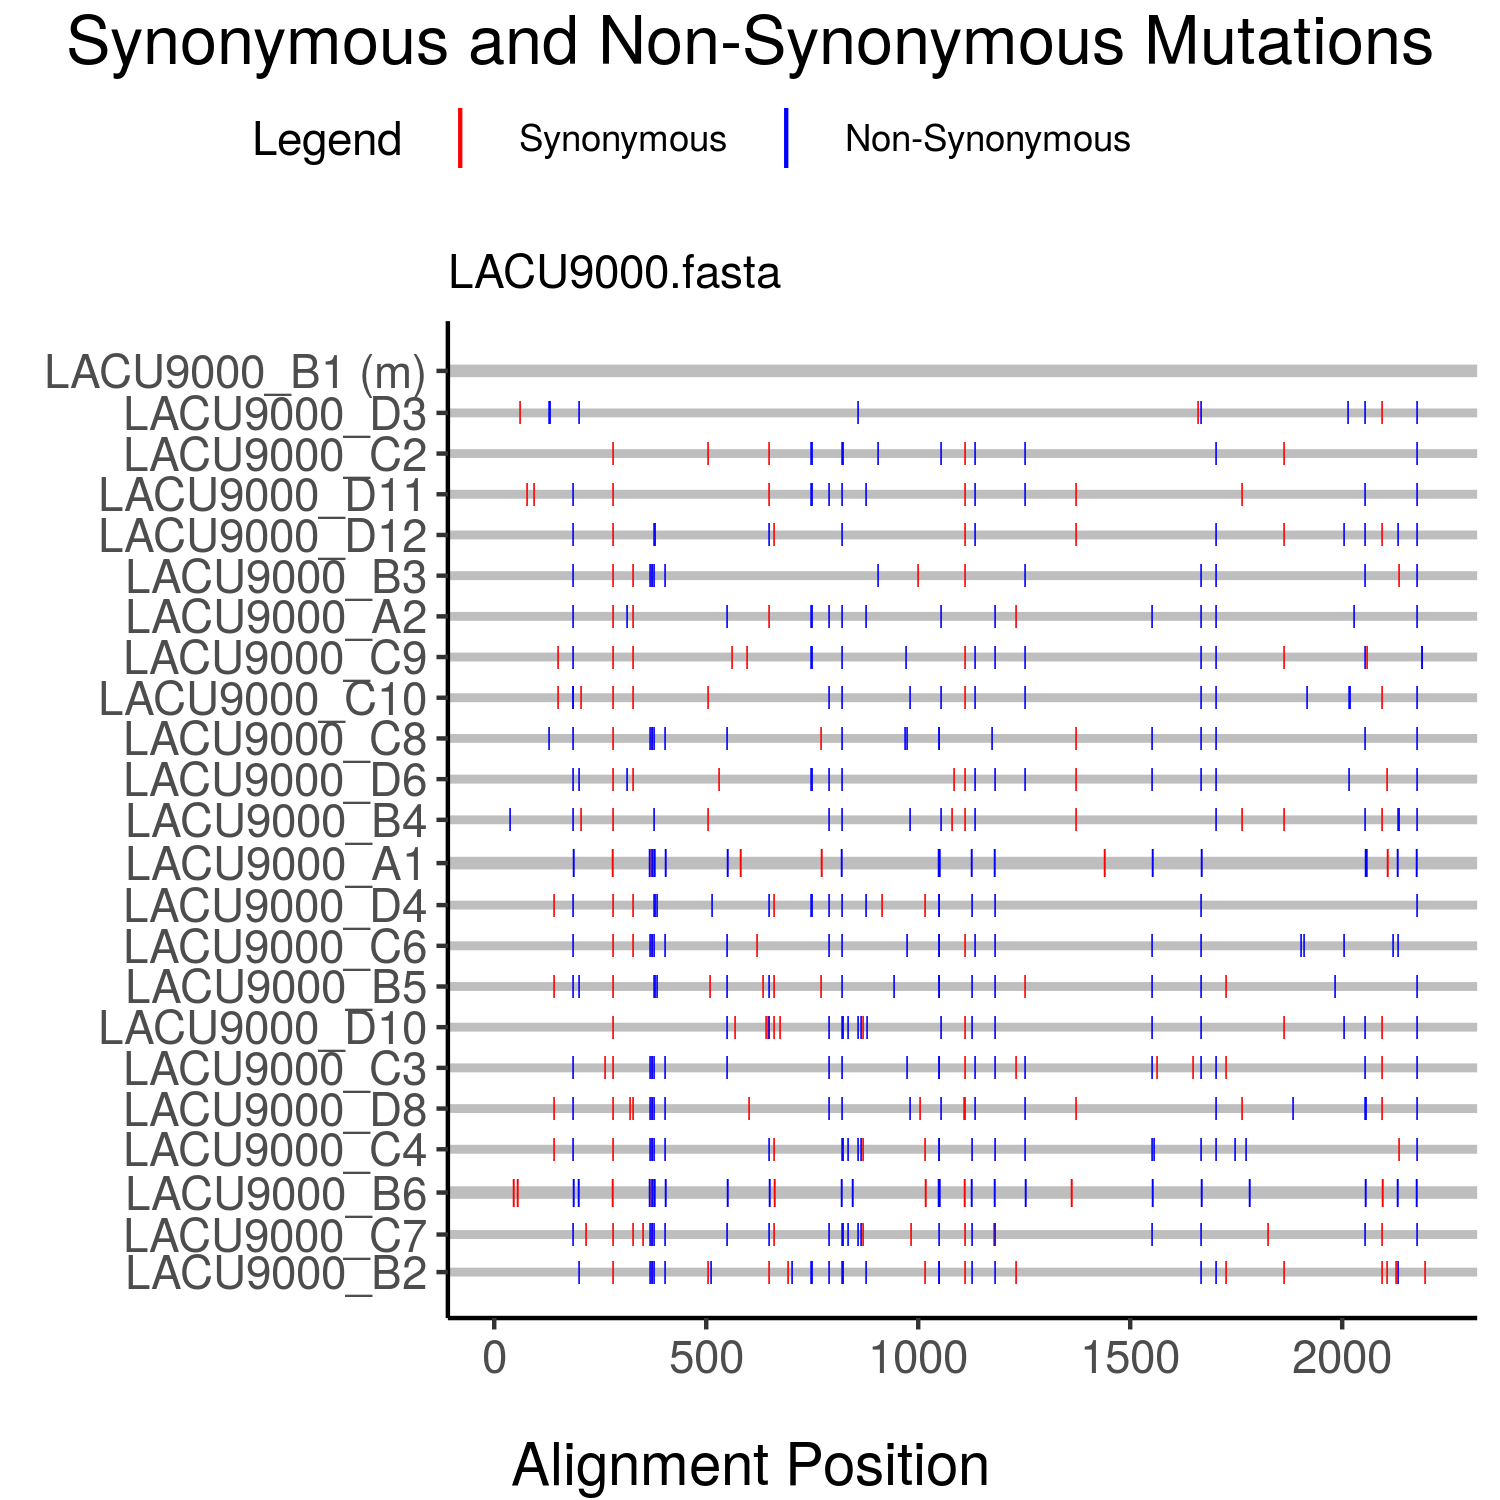 Synonymous and Non-Synonymous Mutations
Legend Synonymous Non-Synonymous
LACU9000.fasta
LACU9000_B1 (m)
LACU9000_D3
LACU9000_C2
LACU9000_D11
LACU9000_D12
LACU9000_B3
LACU9000_A2
LACU9000_C9
LACU9000_C10
LACU9000_C8
LACU9000_D6
LACU9000_B4
LACU9000_A1
LACU9000_D4
LACU9000_C6
LACU9000_B5
LACU9000_D10
LACU9000_C3
LACU9000_D8
LACU9000_C4
LACU9000_B6
LACU9000_C7
LACU9000_B2
0 500 1000 1500 2000
Alignment Position